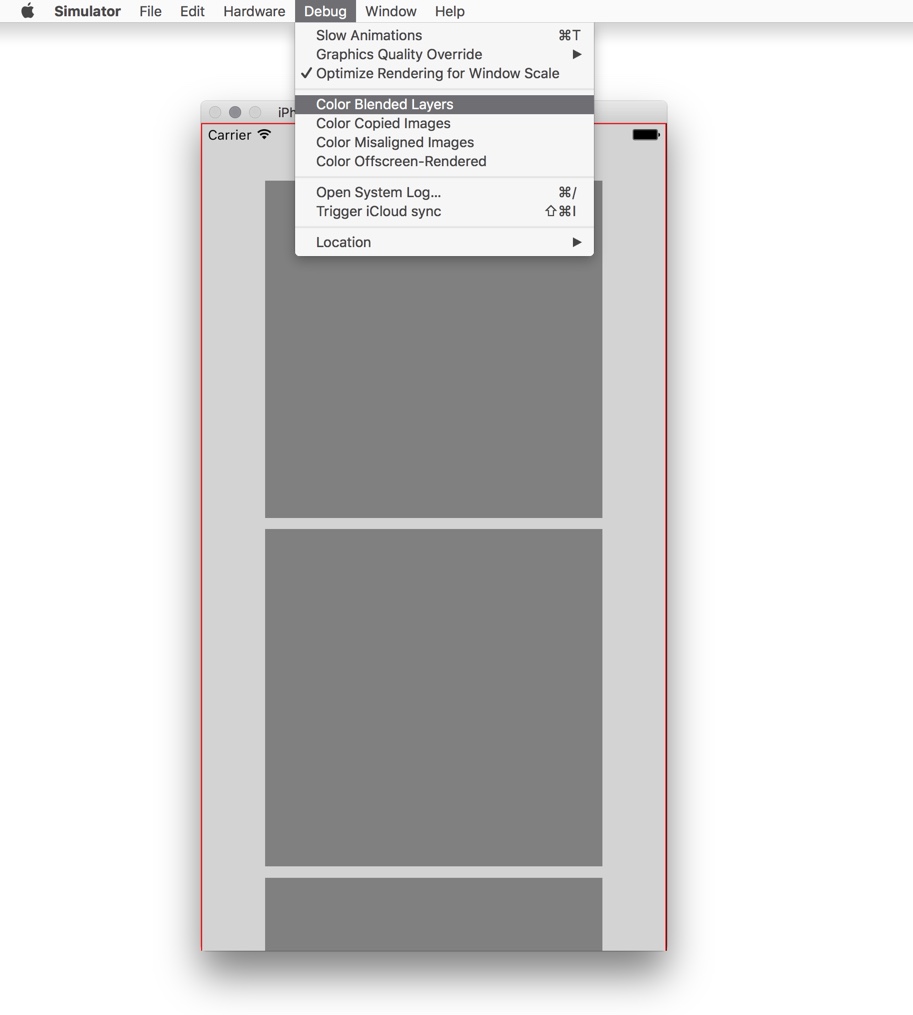 Simulator File Edit Hardware Debug Window Help
Slow Animations ⌘T
Graphics Quality Override ▶
✓ Optimize Rendering for Window Scale
Color Blended Layers
Color Copied Images
Color Misaligned Images
Color Offscreen-Rendered
Open System Log... ⌘/
Trigger iCloud sync ⇧⌘I
Location ▶
iPh
Carrier